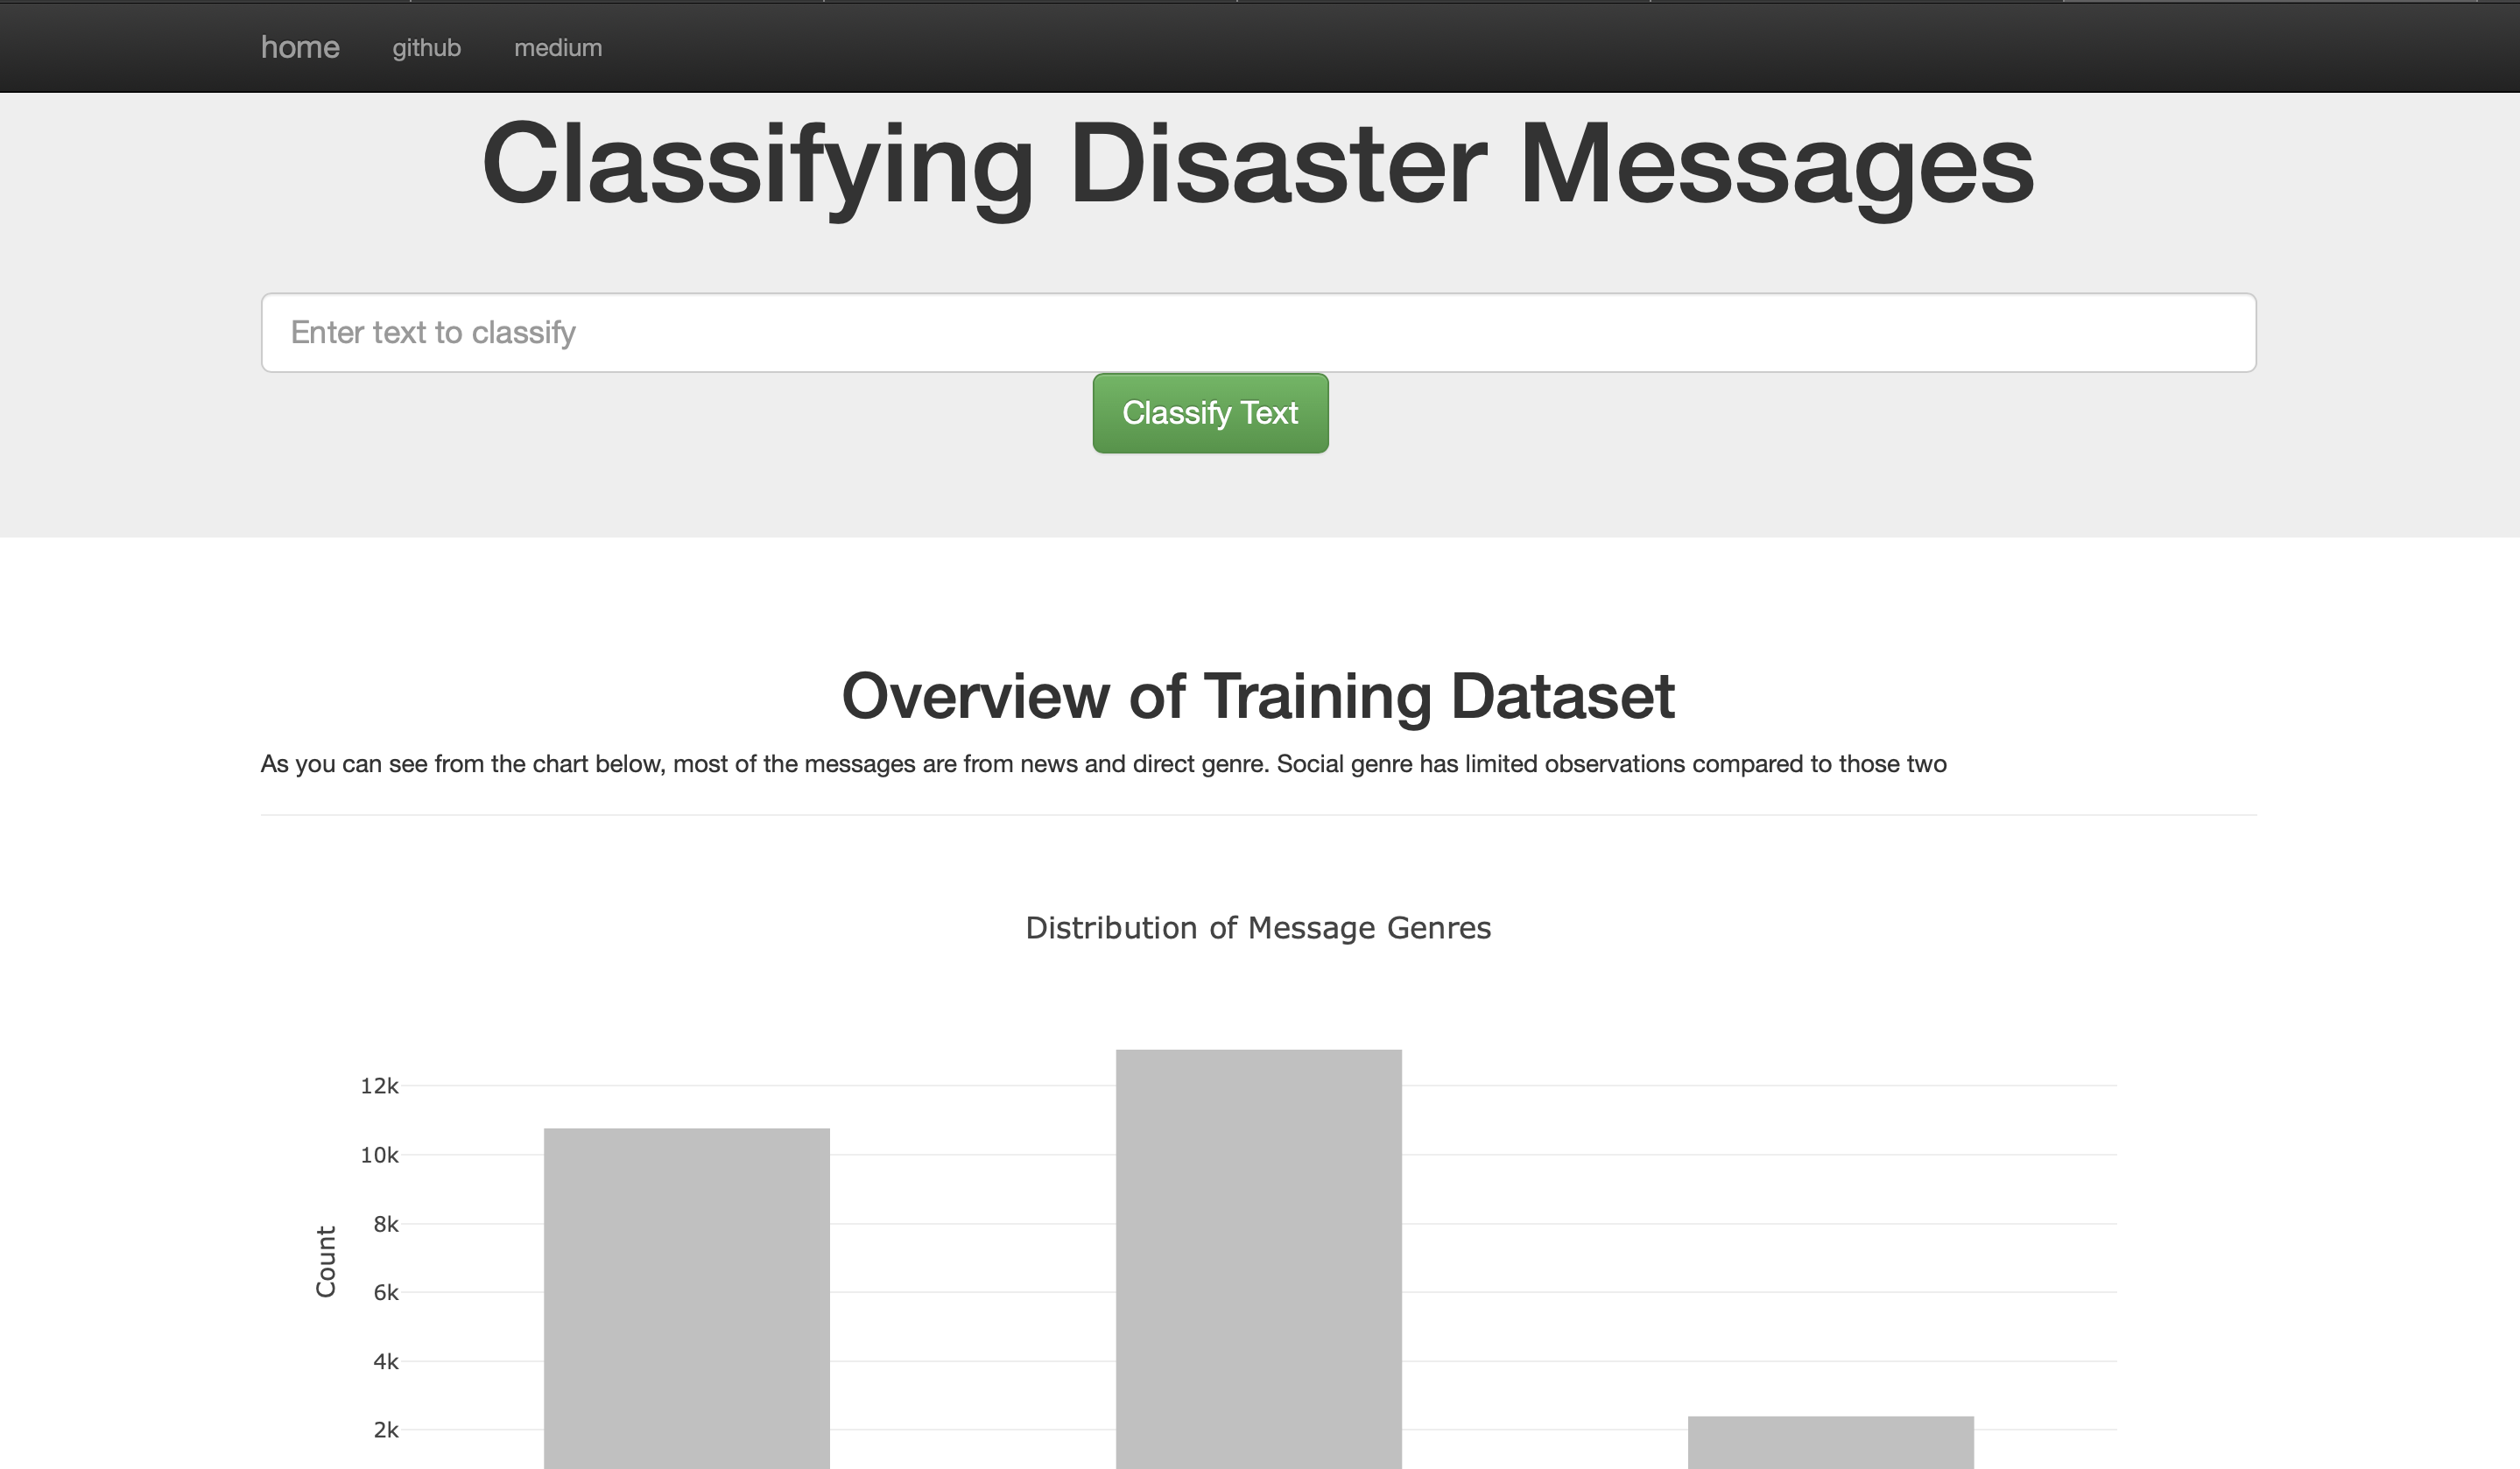 home github medium
Classifying Disaster Messages
Enter text to classify
Classify Text
Overview of Training Dataset
As you can see from the chart below, most of the messages are from news and direct genre. Social genre has limited observations compared to those two
Distribution of Message Genres
12k
10k
8k
6k
4k
2k
Count